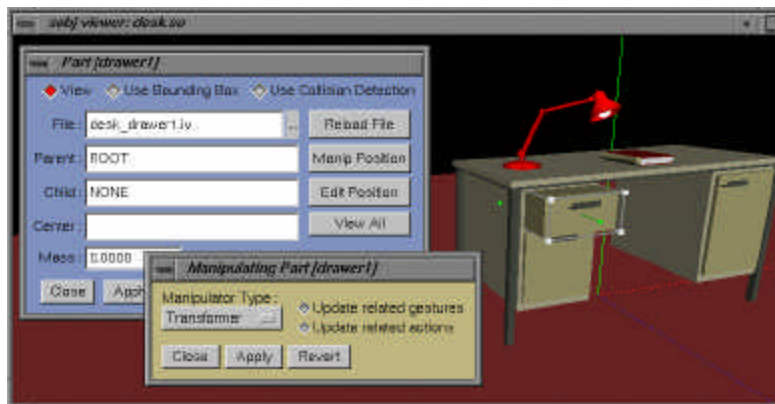 sobj viewer: desk.so
Part [drawer1]
View Use Bounding Box Use Collision Detection
File: desk_drawer1.iv ... Reload File
Parent: ROOT Manip Position
Child: NONE Edit Position
Center: View All
Mass: 0.0000
Close Apply
Manipulating Part [drawer1]
Manipulator Type:
Transformer
Update related gestures
Update related actions
Close Apply Revert